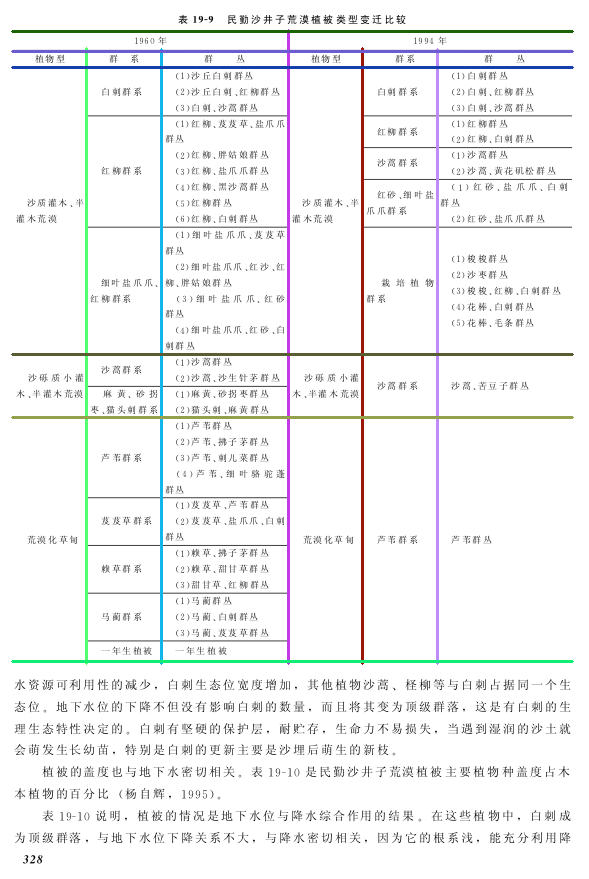 表 19-9 民勤沙井子荒漠植被类型变迁比较
1960 年
1994 年
植物型
群 系
群 丛
植物型
群系
群 丛
沙质灌木、半
灌木荒漠
白刺群系
(1)沙丘白刺群丛
(2)沙丘白刺、红柳群丛
(3)白刺、沙蒿群丛
红柳群系
(1)红柳、芨芨草、盐爪爪
群丛
(2)红柳、胖姑娘群丛
(3)红柳、盐爪爪群丛
(4)红柳、黑沙蒿群丛
(5)红柳群丛
(6)红柳、白刺群丛
细叶盐爪爪、
红柳群系
(1)细叶盐爪爪、芨芨草
群丛
(2)细叶盐爪爪、红沙、红
柳、胖姑娘群丛
(3)细叶盐爪爪、红砂
群丛
(4)细叶盐爪爪、红砂、白
刺群丛
沙质灌木、半
灌木荒漠
白刺群系
(1)白刺群丛
(2)白刺、红柳群丛
(3)白刺、沙蒿群丛
红柳群系
(1)红柳群丛
(2)红柳、白刺群丛
沙蒿群系
(1)沙蒿群丛
(2)沙蒿、黄花矶松群丛
红砂、细叶盐
爪爪群系
(1)红砂、盐爪爪、白刺
群丛
(2)红砂、盐爪爪群丛
栽培植物
群系
(1)梭梭群丛
(2)沙枣群丛
(3)梭梭、红柳、白刺群丛
(4)花棒、白刺群丛
(5)花棒、毛条群丛
沙砾质小灌
木、半灌木荒漠
沙蒿群系
(1)沙蒿群丛
(2)沙蒿、沙生针茅群丛
麻黄、砂拐
枣、猫头刺群系
(1)麻黄、砂拐枣群丛
(2)猫头刺、麻黄群丛
沙砾质小灌
木、半灌木荒漠
沙蒿群系
沙蒿、苦豆子群丛
荒漠化草甸
芦苇群系
(1)芦苇群丛
(2)芦苇、拂子茅群丛
(3)芦苇、刺儿菜群丛
(4)芦苇、细叶骆驼蓬
群丛
芨芨草群系
(1)芨芨草、芦苇群丛
(2)芨芨草、盐爪爪、白刺
群丛
赖草群系
(1)赖草、拂子茅群丛
(2)赖草、甜甘草群丛
(3)甜甘草、红柳群丛
马蔺群系
(1)马蔺群丛
(2)马蔺、白刺群丛
(3)马蔺、芨芨草群丛
一年生植被
一年生植被
荒漠化草甸
芦苇群系
芦苇群丛
水资源可利用性的减少，白刺生态位宽度增加，其他植物沙蒿、柽柳等与白刺占据同一个生
态位。地下水位的下降不但没有影响白刺的数量，而且将其变为顶级群落，这是有白刺的生
理生态特性决定的。白刺有坚硬的保护层，耐贮存，生命力不易损失，当遇到湿润的沙土就
会萌发生长幼苗，特别是白刺的更新主要是沙埋后萌生的新枝。
植被的盖度也与地下水密切相关。表 19-10 是民勤沙井子荒漠植被主要植物种盖度占木
本植物的百分比（杨自辉，1995）。
表 19-10 说明，植被的情况是地下水位与降水综合作用的结果。在这些植物中，白刺成
为顶级群落，与地下水位下降关系不大，与降水密切相关，因为它的根系浅，能充分利用降
328